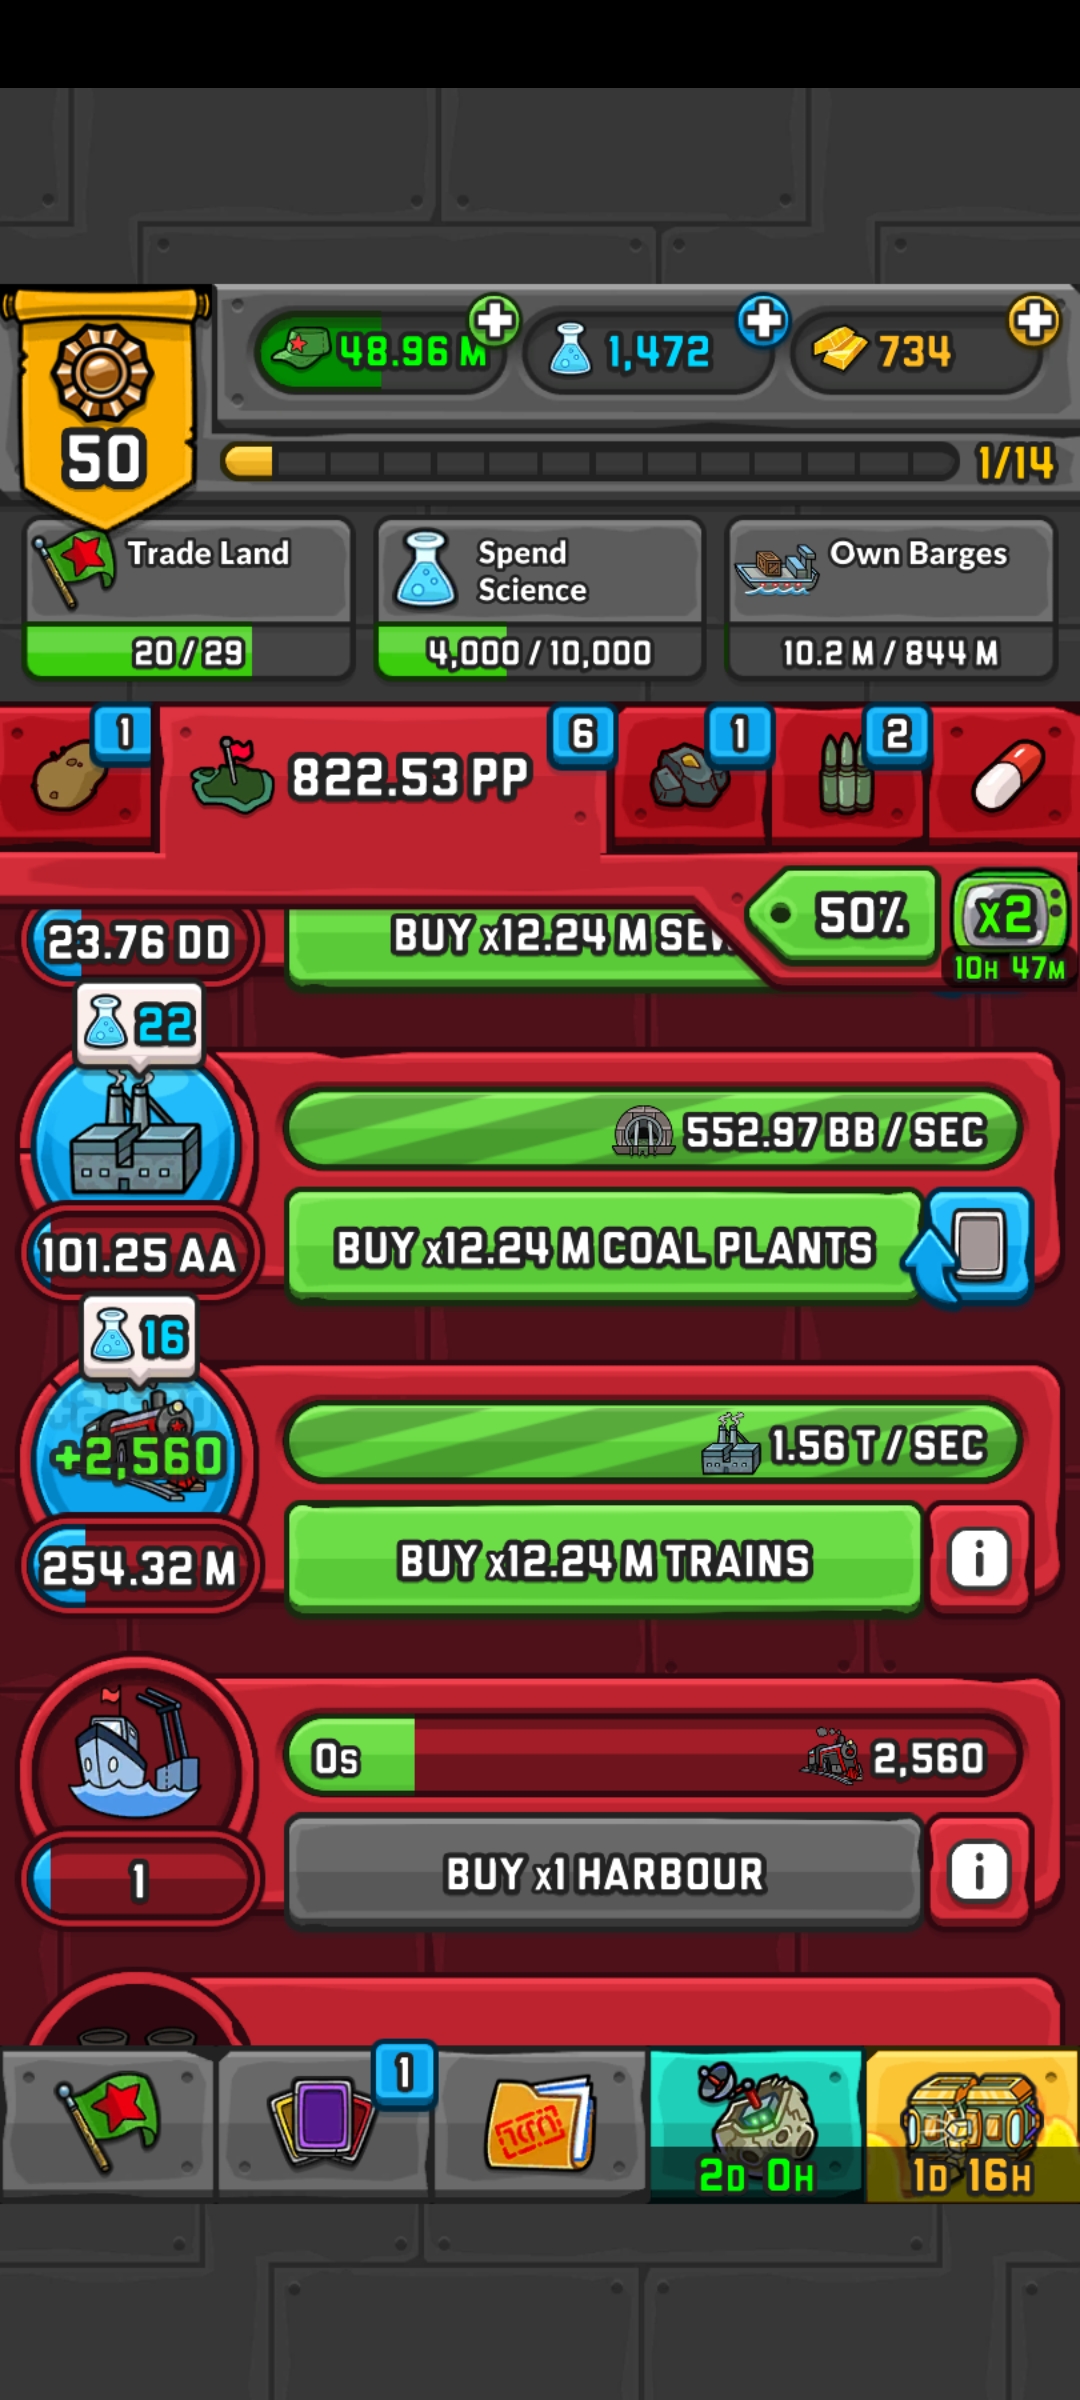 48.96 M
1,472
734
50
1/14
Trade Land
20/29
Spend
Science
4,000/10,000
Own Barges
10.2 M/844 M
1
822.53 PP
6
1
2
50%
x2
10H 47M
23.76 DD
BUY x12.24 M SEW
22
552.97 BB / SEC
101.25 AA
BUY x12.24 M COAL PLANTS
16
+2,560
1.56 T / SEC
254.32 M
BUY x12.24 M TRAINS
i
0s
2,560
1
BUY x1 HARBOUR
i
1
2D 0H
1D 16H